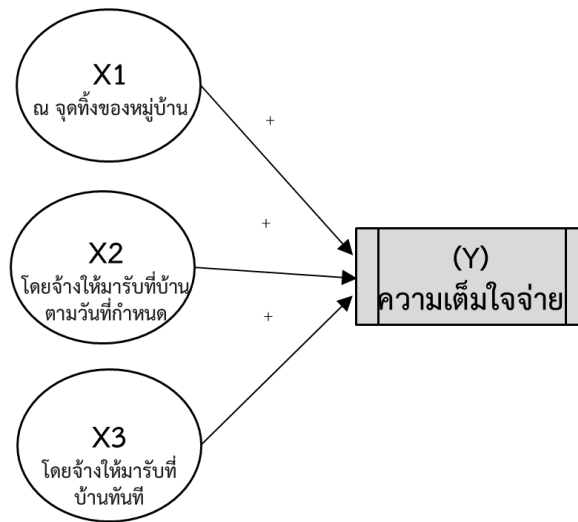 X1
ณ จุดทิ้งของหมู่บ้าน
+
X2
โดยจ้างให้มารับที่บ้าน
ตามวันที่กำหนด
+
(Y)
ความเต็มใจจ่าย
+
X3
โดยจ้างให้มารับที่
บ้านทันที